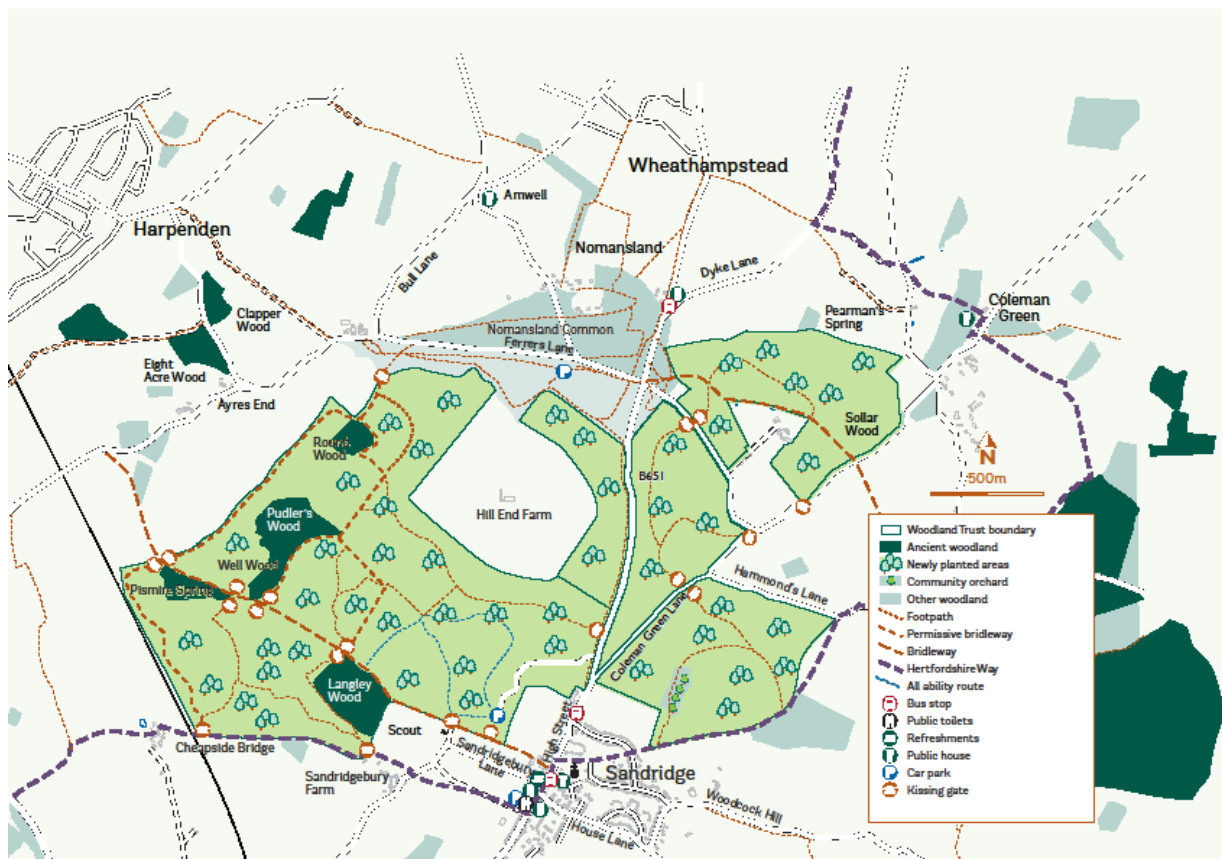 Wheathampstead
Amwell
Harpenden
Nomansland
Bull Lane
Dyke Lane
Clapper
Wood
Pearman's
Spring
Coleman
Green
Nomansland Common
Ferrers Lane
Eight
Acre Wood
Ayres End
Round
Wood
Sollar
Wood
N
500m
B651
Hill End Farm
Pudler's
Wood
Well Wood
Pismire Spring
Hammond's Lane
Coleman Green Lane
Langley
Wood
Scout
High Street
Cheapside Bridge
Sandridgebury
Lane
Sandridgebury
Farm
Sandridge
Woodcock Hill
House Lane
Woodland Trust boundary
Ancient woodland
Newly planted areas
Community orchard
Other woodland
Footpath
Permissive bridleway
Bridleway
Hertfordshire Way
All ability route
Bus stop
Public toilets
Refreshments
Public house
Car park
Kissing gate